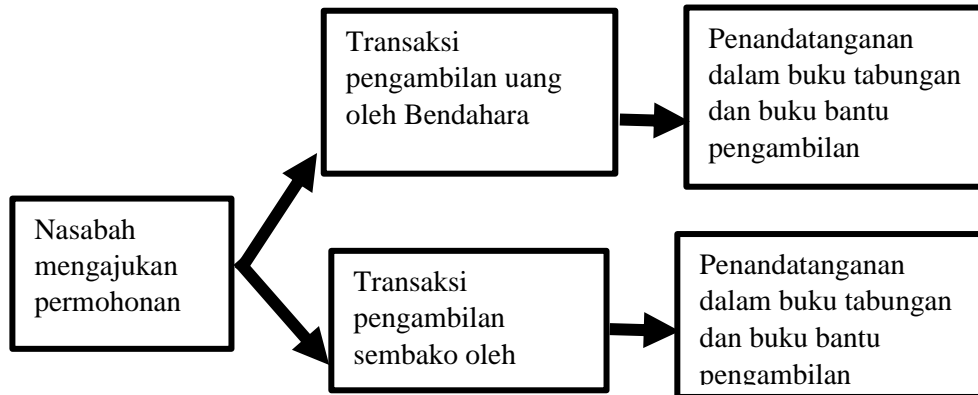 Nasabah
mengajukan
permohonan
Transaksi
pengambilan uang
oleh Bendahara
Penandatanganan
dalam buku tabungan
dan buku bantu
pengambilan
Transaksi
pengambilan
sembako oleh
Penandatanganan
dalam buku tabungan
dan buku bantu
pengambilan